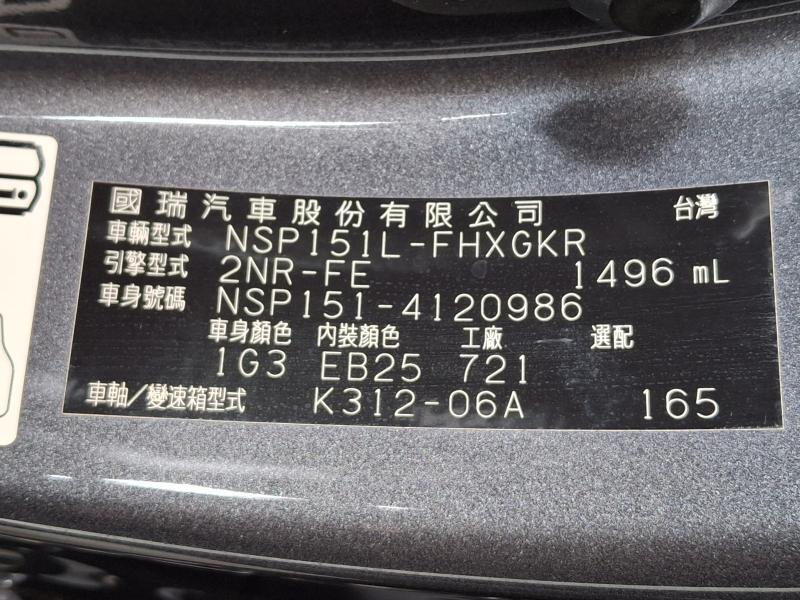 國瑞汽車股份有限公司 台灣
車輛型式 NSP151L-FHXGKR
引擎型式 2NR-FE 1496 mL
車身號碼 NSP151-4120986
車身顏色 內裝顏色 工廠 選配
1G3 EB25 721
車軸/變速箱型式 K312-06A 165